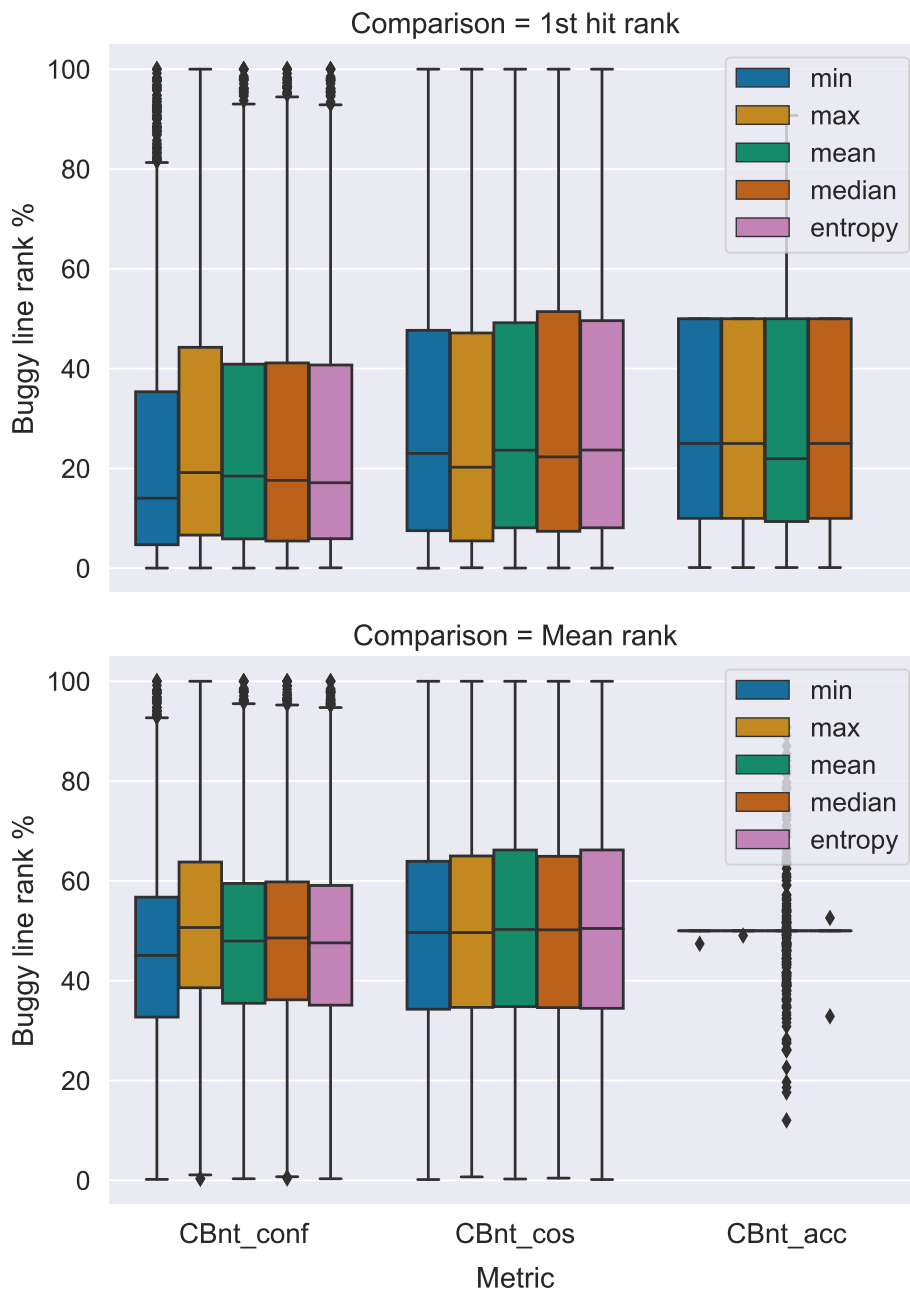 Comparison = 1st hit rank
100
80
60
40
20
0
Buggy line rank %
min
max
mean
median
entropy
Comparison = Mean rank
100
80
60
40
20
0
Buggy line rank %
min
max
mean
median
entropy
CBnt_conf
CBnt_cos
CBnt_acc
Metric